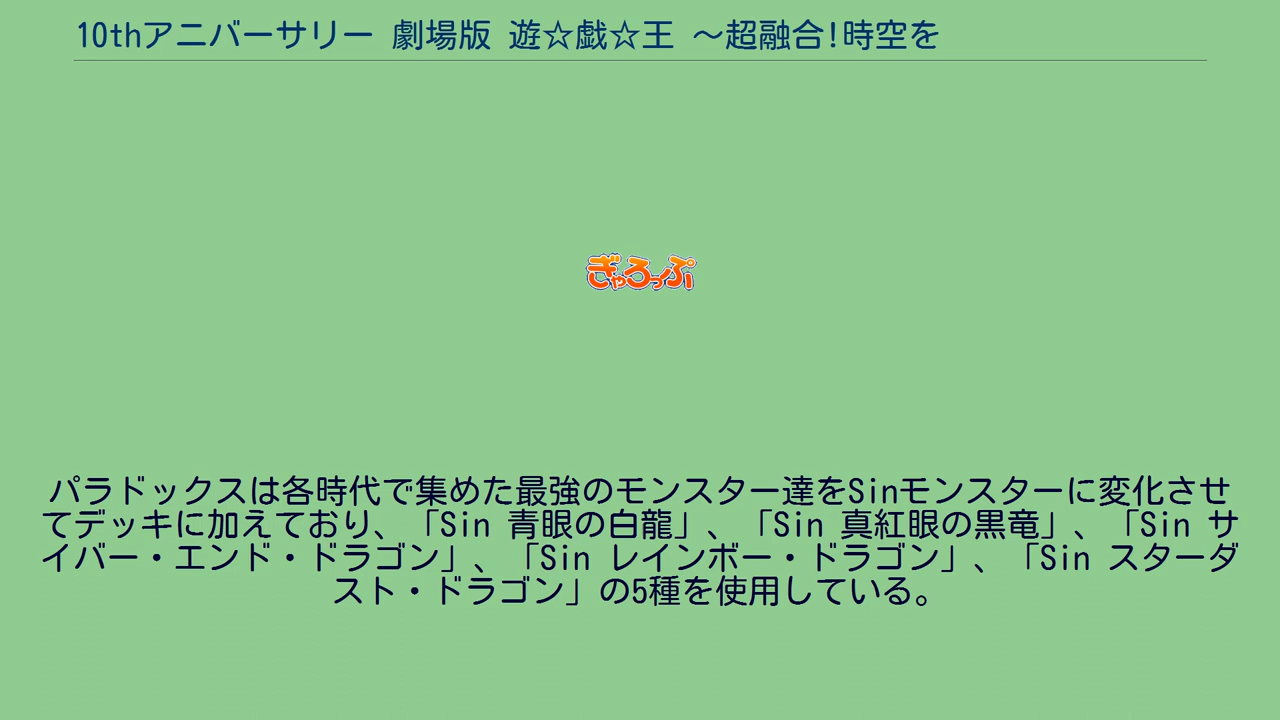 10thアニバーサリー 劇場版 遊☆戯☆王 ～超融合!時空を
ぎゃろっぷ
パラドックスは各時代で集めた最強のモンスター達をSinモンスターに変化させ
てデッキに加えており、「Sin 青眼の白龍」、「Sin 真紅眼の黒竜」、「Sin サ
イバー・エンド・ドラゴン」、「Sin レインボー・ドラゴン」、「Sin スターダ
スト・ドラゴン」の5種を使用している。